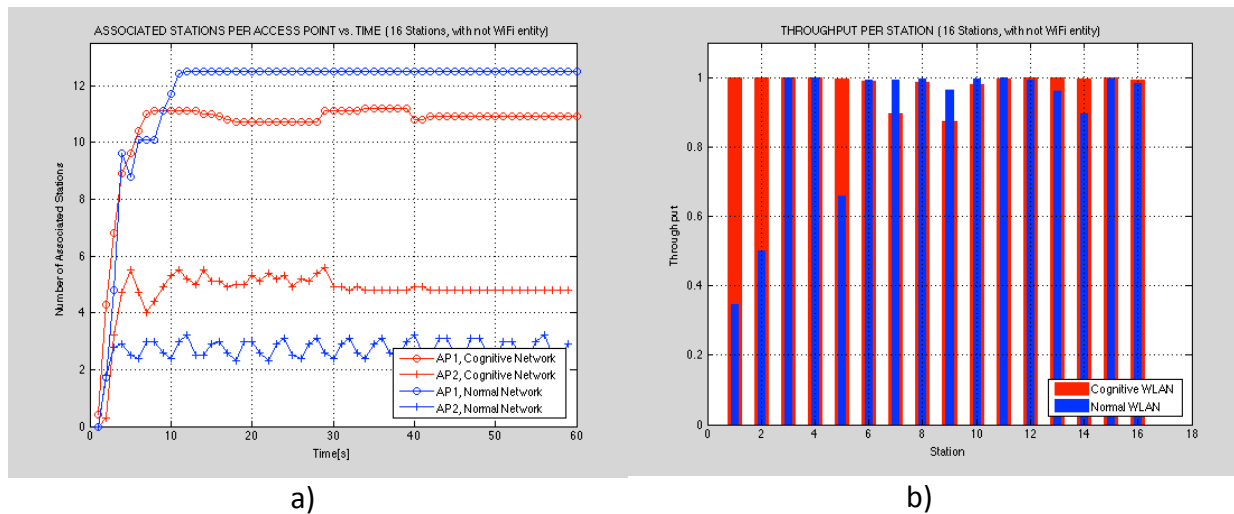 ASSOCIATED STATIONS PER ACCESS POINT vs. TIME (16 Stations, with not WiFi entity)
Number of Associated Stations
12
10
8
6
4
2
0
0 10 20 30 40 50 60
Time[s]
AP1, Cognitive Network
AP2, Cognitive Network
AP1, Normal Network
AP2, Normal Network
a)
THROUGHPUT PER STATION (16 Stations, with not WiFi entity)
Throughput
1
0.8
0.6
0.4
0.2
0
0 2 4 6 8 10 12 14 16 18
Station
Cognitive WLAN
Normal WLAN
b)